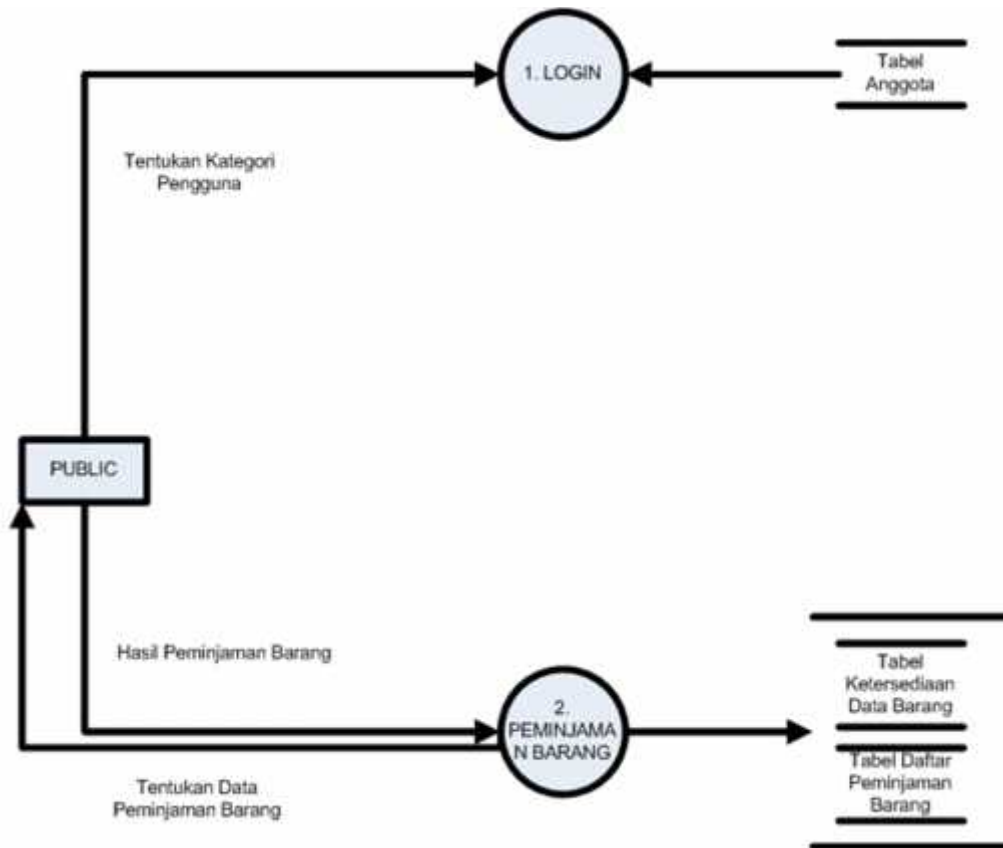 1. LOGIN
Tabel
Anggota
Tentukan Kategori
Pengguna
PUBLIC
Hasil Peminjaman Barang
2.
PEMINJAMA
N BARANG
Tabel
Ketersediaan
Data Barang
Tabel Daftar
Peminjaman
Barang
Tentukan Data
Peminjaman Barang